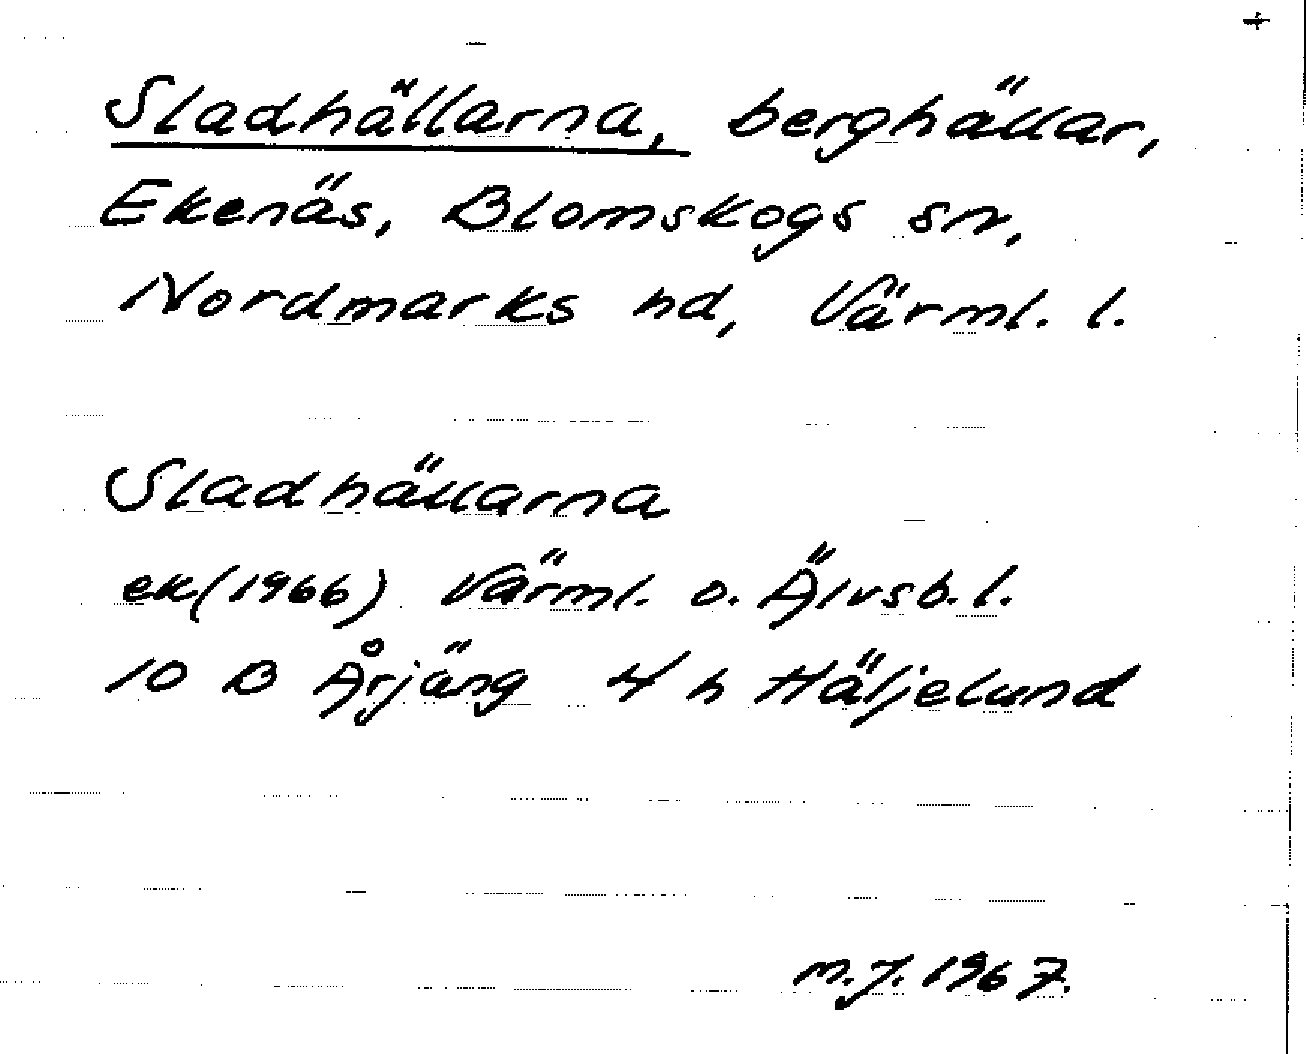 Sladhällarna, berghällar,
Ekenäs, Blomskogs sn,
Nordmarks hd, Värml. l.
Sladhällarna
ek (1966) Värml. o. Älvsb. l.
10 B Årjäng 4 h Häljelund
m.j. 1967.